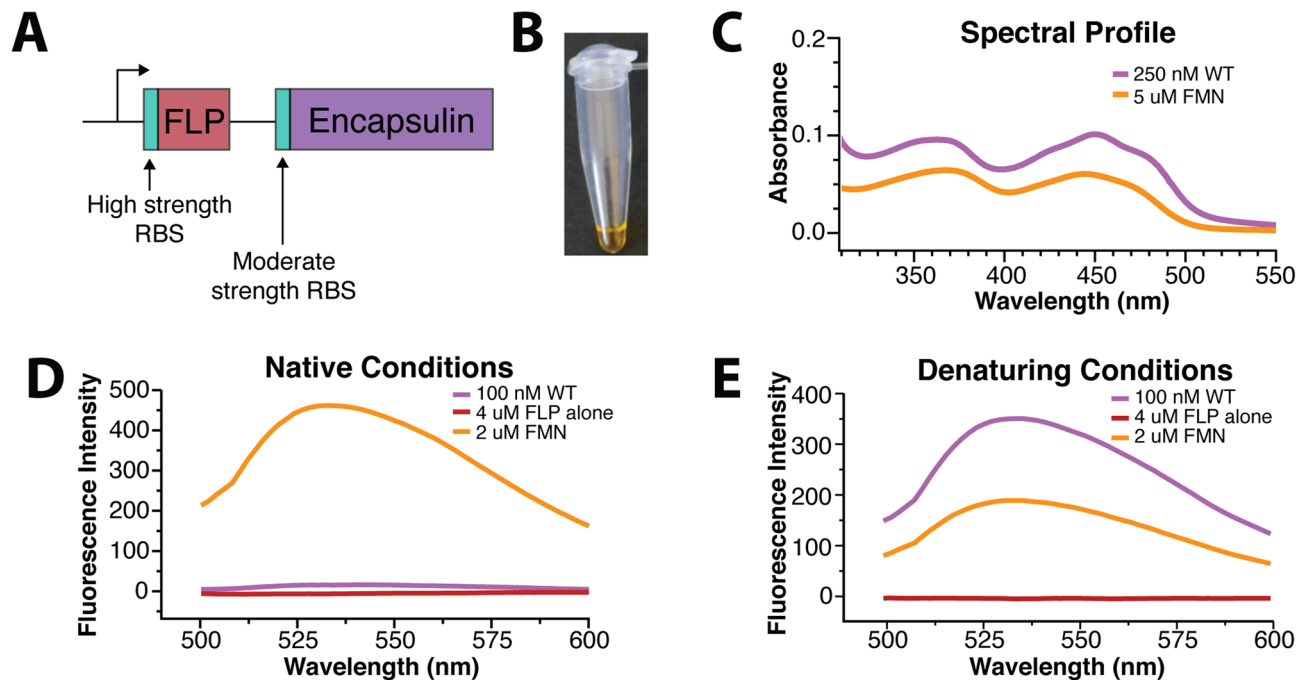 A
FLP
Encapsulin
High strength
RBS
Moderate
strength RBS
B
C
Spectral Profile
250 nM WT
5 uM FMN
Absorbance
0.2
0.1
0.0
350
400
450
500
550
Wavelength (nm)
D
Native Conditions
100 nM WT
4 uM FLP alone
2 uM FMN
Fluorescence Intensity
500
400
300
200
100
0
500
525
550
575
600
Wavelength (nm)
E
Denaturing Conditions
100 nM WT
4 uM FLP alone
2 uM FMN
Fluorescence Intensity
400
300
200
100
0
500
525
550
575
600
Wavelength (nm)